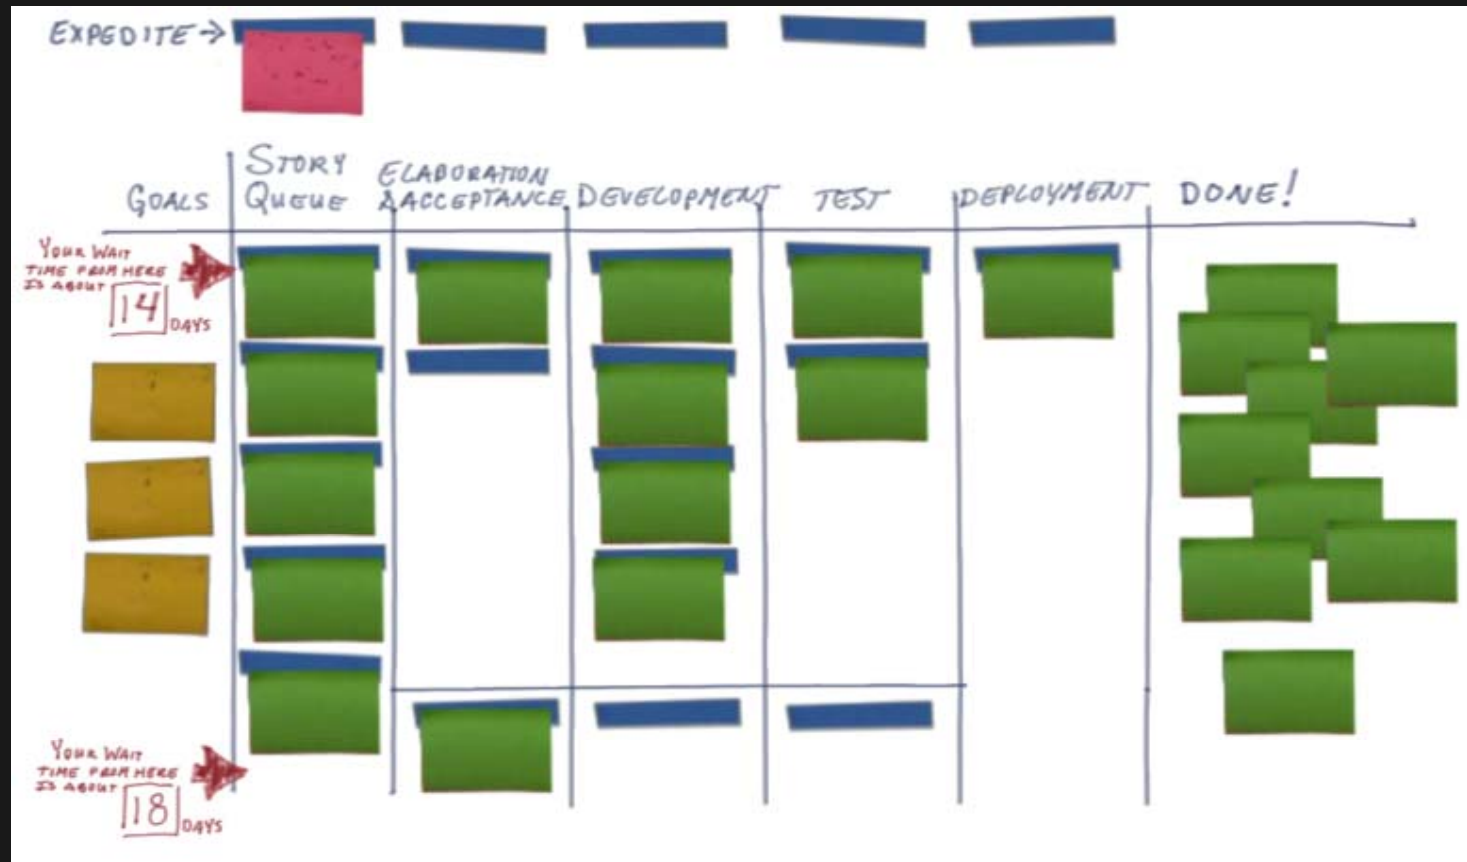 EXPEDITE →
STORY
QUEUE
ELABORATION
& ACCEPTANCE
GOALS
DEVELOPMENT
TEST
DEPLOYMENT
DONE!
YOUR WAIT
TIME FROM HERE
IS ABOUT
14
DAYS
YOUR WAIT
TIME FROM HERE
IS ABOUT
18
DAYS